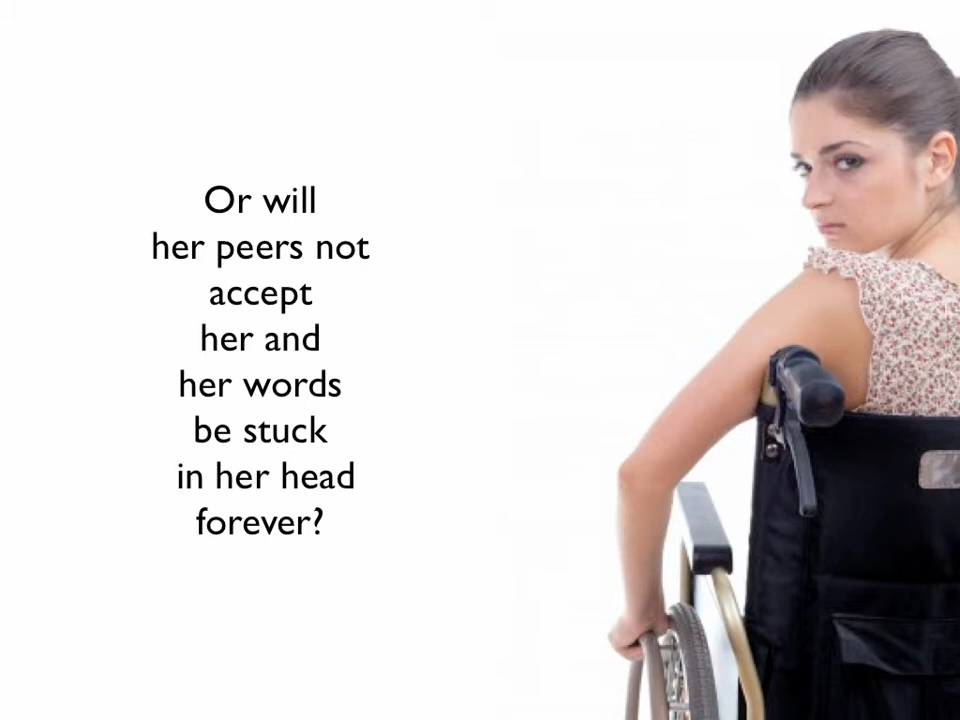 Or will
her peers not
accept
her and
her words
be stuck
in her head
forever?